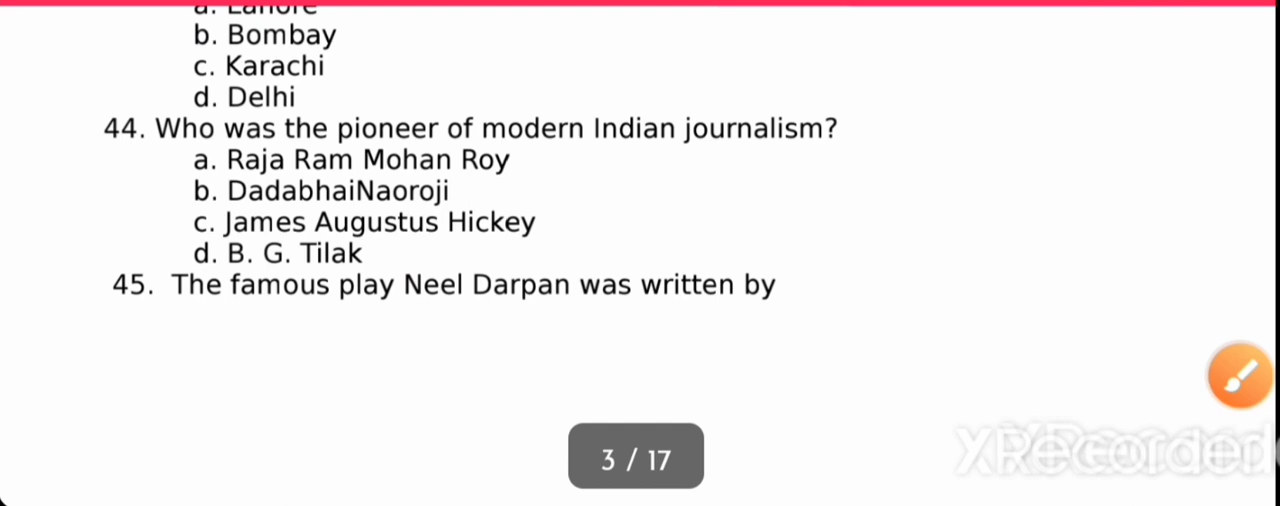 a. Lahore
b. Bombay
c. Karachi
d. Delhi
44. Who was the pioneer of modern Indian journalism?
a. Raja Ram Mohan Roy
b. DadabhaiNaoroji
c. James Augustus Hickey
d. B. G. Tilak
45. The famous play Neel Darpan was written by
3 / 17
XRecorder